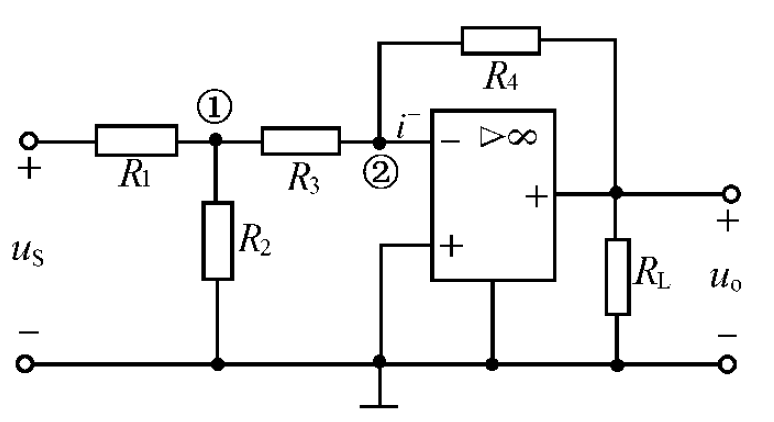 R4
① i⁻ − ▷∞
+ R1 R3 ②
+
R2 + +
uS RL uo
− −